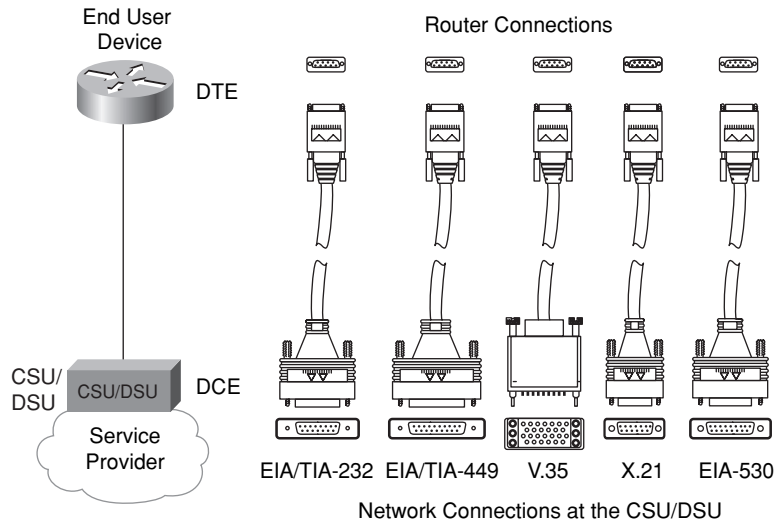 End User
Device
DTE
CSU/
DSU
CSU/DSU
DCE
Service
Provider
Router Connections
EIA/TIA-232 EIA/TIA-449 V.35 X.21 EIA-530
Network Connections at the CSU/DSU